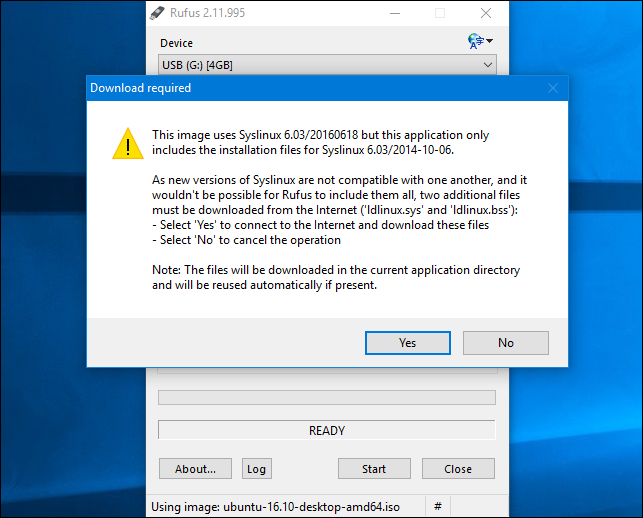 Rufus 2.11.995
Device
USB (G:) [4GB]
Download required
This image uses Syslinux 6.03/20160618 but this application only
includes the installation files for Syslinux 6.03/2014-10-06.
As new versions of Syslinux are not compatible with one another, and it
wouldn't be possible for Rufus to include them all, two additional files
must be downloaded from the Internet ('ldlinux.sys' and 'ldlinux.bss'):
- Select 'Yes' to connect to the Internet and download these files
- Select 'No' to cancel the operation
Note: The files will be downloaded in the current application directory
and will be reused automatically if present.
Yes No
READY
About... Log Start Close
Using image: ubuntu-16.10-desktop-amd64.iso #